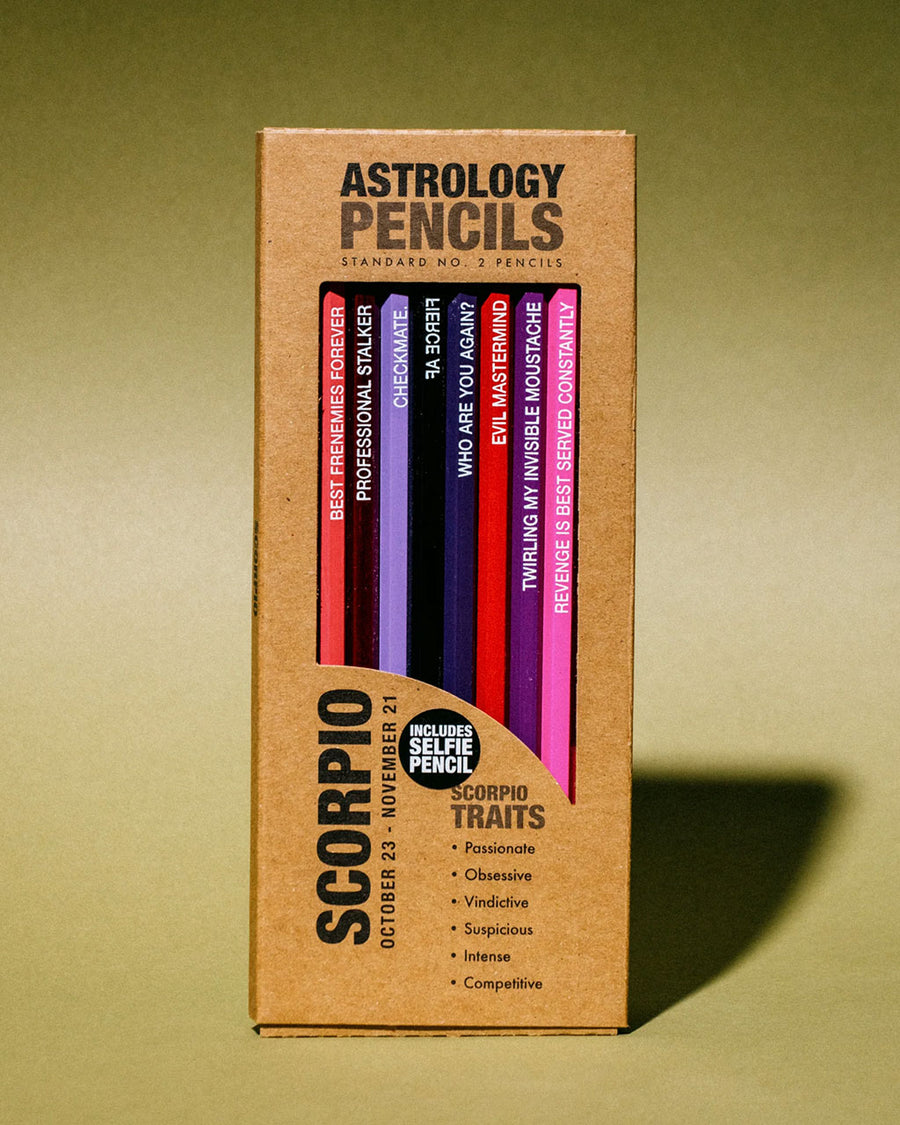 ASTROLOGY
PENCILS
STANDARD NO. 2 PENCILS
BEST FRENEMIES FOREVER
PROFESSIONAL STALKER
CHECKMATE.
FIERCE AF
WHO ARE YOU AGAIN?
EVIL MASTERMIND
TWIRLING MY INVISIBLE MOUSTACHE
REVENGE IS BEST SERVED CONSTANTLY
SCORPIO
OCTOBER 23 - NOVEMBER 21
INCLUDES
SELFIE
PENCIL
SCORPIO
TRAITS
• Passionate
• Obsessive
• Vindictive
• Suspicious
• Intense
• Competitive